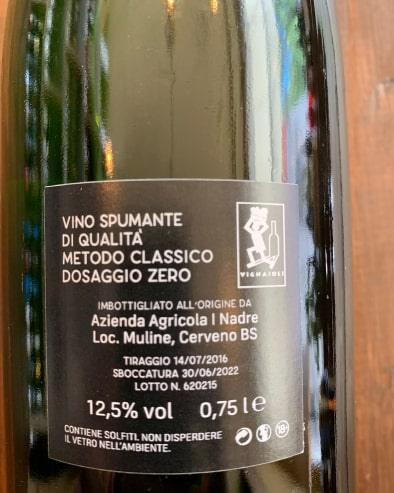 VINO SPUMANTE
DI QUALITÀ
METODO CLASSICO
DOSAGGIO ZERO
VIGNAIOLI
IMBOTTIGLIATO ALL'ORIGINE DA
Azienda Agricola I Nadre
Loc. Muline, Cerveno BS
TIRAGGIO 14/07/2016
SBOCCATURA 30/06/2022
LOTTO N. 620215
12,5% vol 0,75 l e
CONTIENE SOLFITI. NON DISPERDERE
IL VETRO NELL'AMBIENTE.
18+